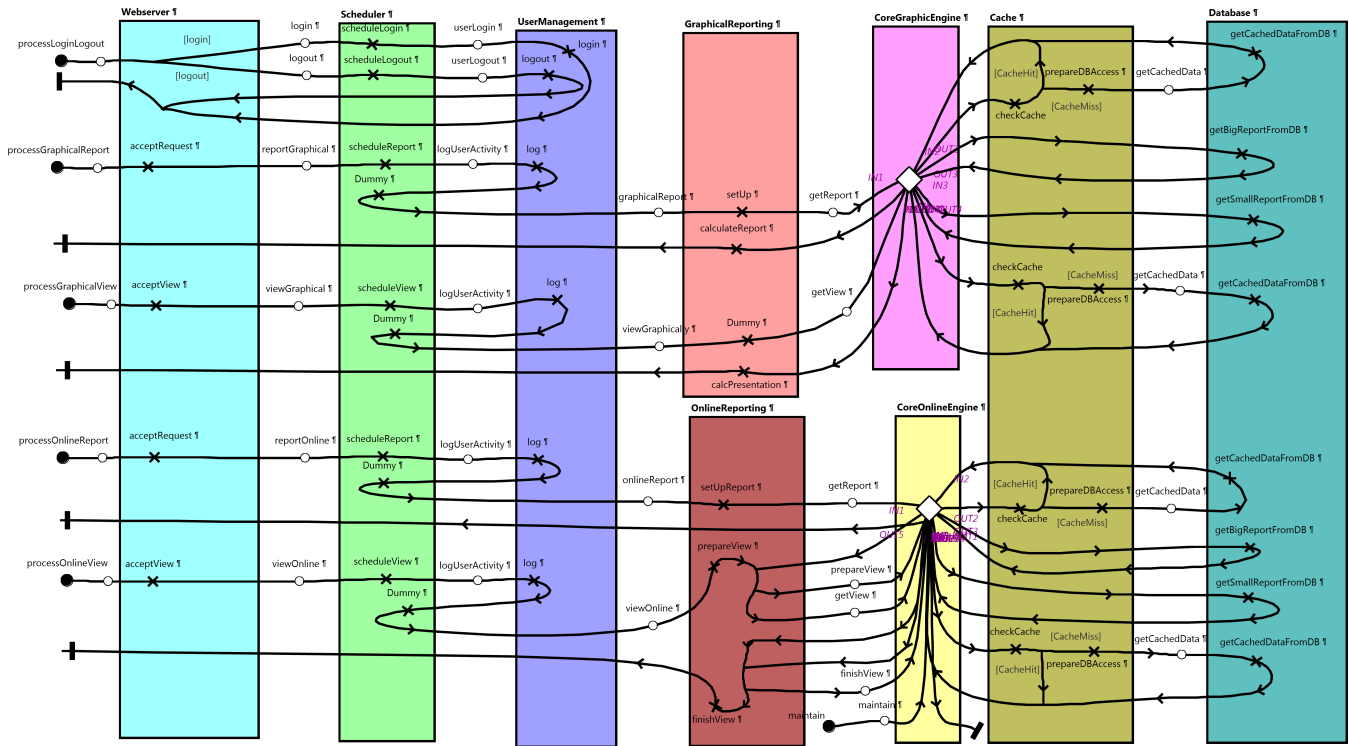 Webserver ¶
Scheduler ¶
UserManagement ¶
GraphicalReporting ¶
CoreGraphicEngine ¶
Cache ¶
Database ¶
processLoginLogout
[login]
login ¶
scheduleLogin ¶
userLogin ¶
login ¶
[logout]
logout ¶
scheduleLogout ¶
userLogout ¶
logout ¶
getCachedDataFromDB ¶
[CacheHit]
prepareDBAccess ¶
getCachedData ¶
[CacheMiss]
checkCache
processGraphicalReport
acceptRequest ¶
reportGraphical ¶
scheduleReport ¶
logUserActivity ¶
log ¶
Dummy ¶
getBigReportFromDB ¶
IN1
OUT3
IN3
graphicalReport ¶
setUp ¶
getReport ¶
getSmallReportFromDB ¶
calculateReport ¶
processGraphicalView
acceptView ¶
viewGraphical ¶
scheduleView ¶
logUserActivity ¶
log ¶
Dummy ¶
getView ¶
checkCache
[CacheMiss]
getCachedData ¶
prepareDBAccess ¶
[CacheHit]
getCachedDataFromDB ¶
viewGraphically ¶
Dummy ¶
calcPresentation ¶
OnlineReporting ¶
CoreOnlineEngine ¶
processOnlineReport
acceptRequest ¶
reportOnline ¶
scheduleReport ¶
logUserActivity ¶
log ¶
Dummy ¶
onlineReport ¶
setUpReport ¶
getReport ¶
IN1
IN2
OUT2
OUT5
[CacheHit]
prepareDBAccess ¶
getCachedData ¶
checkCache
[CacheMiss]
getCachedDataFromDB ¶
getBigReportFromDB ¶
processOnlineView
acceptView ¶
viewOnline ¶
scheduleView ¶
logUserActivity ¶
log ¶
Dummy ¶
viewOnline ¶
prepareView ¶
prepareView ¶
getView ¶
getSmallReportFromDB ¶
checkCache
[CacheMiss]
getCachedData ¶
prepareDBAccess ¶
[CacheHit]
getCachedDataFromDB ¶
finishView ¶
finishView ¶
maintain
maintain ¶